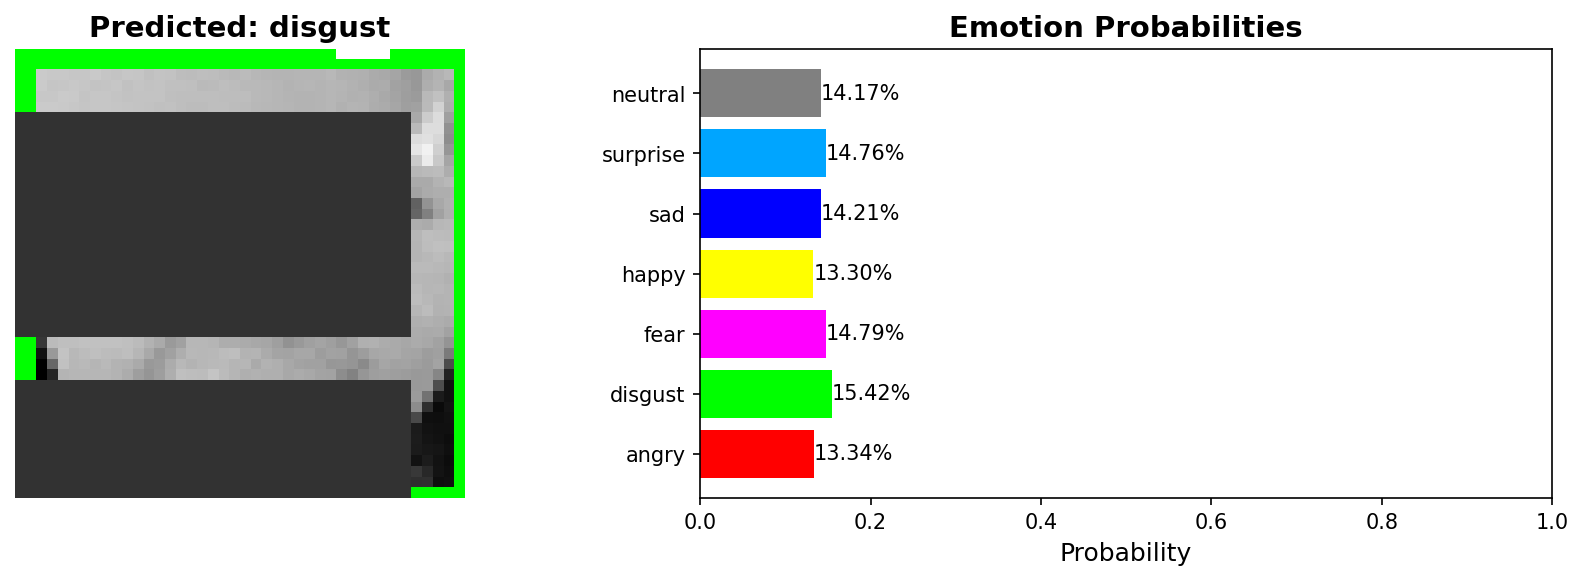 Predicted: disgust
Emotion Probabilities
neutral 14.17%
surprise 14.76%
sad 14.21%
happy 13.30%
fear 14.79%
disgust 15.42%
angry 13.34%
0.0 0.2 0.4 0.6 0.8 1.0
Probability